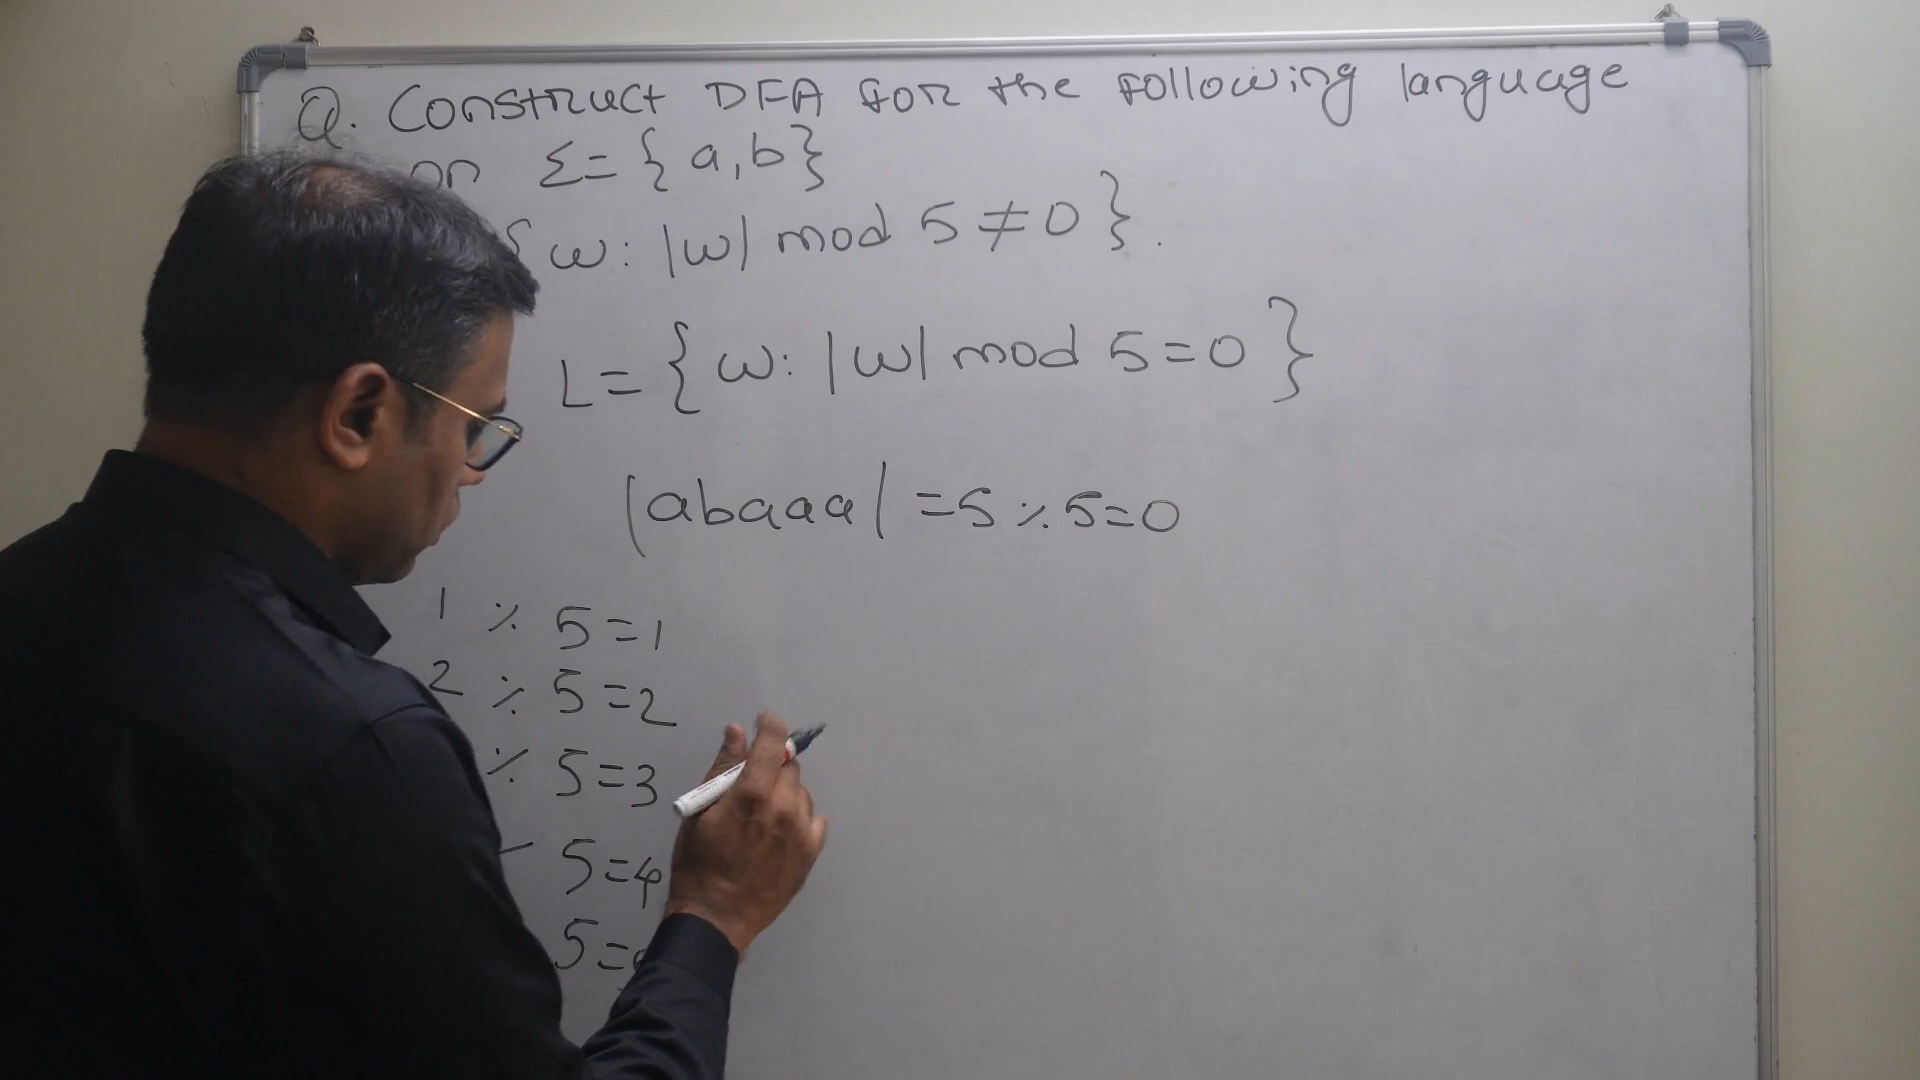 Q. Construct DFA for the following language
on Σ={a,b}
{w: |w| mod 5 ≠ 0}.
L={w: |w| mod 5=0}
|abaaa| =5 % 5=0
1 % 5=1
2 % 5=2
% 5=3
5=4
5=